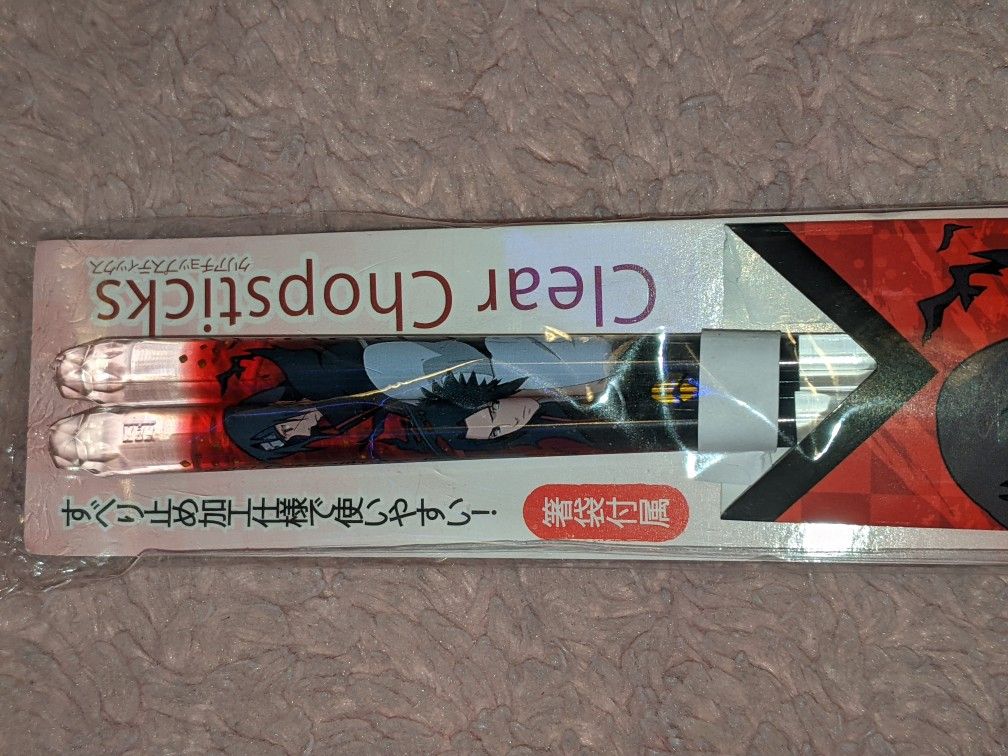 Clear Chopsticks
クリアチョップスティックス
すべり止め加工仕様で使いやすい!
箸袋付属